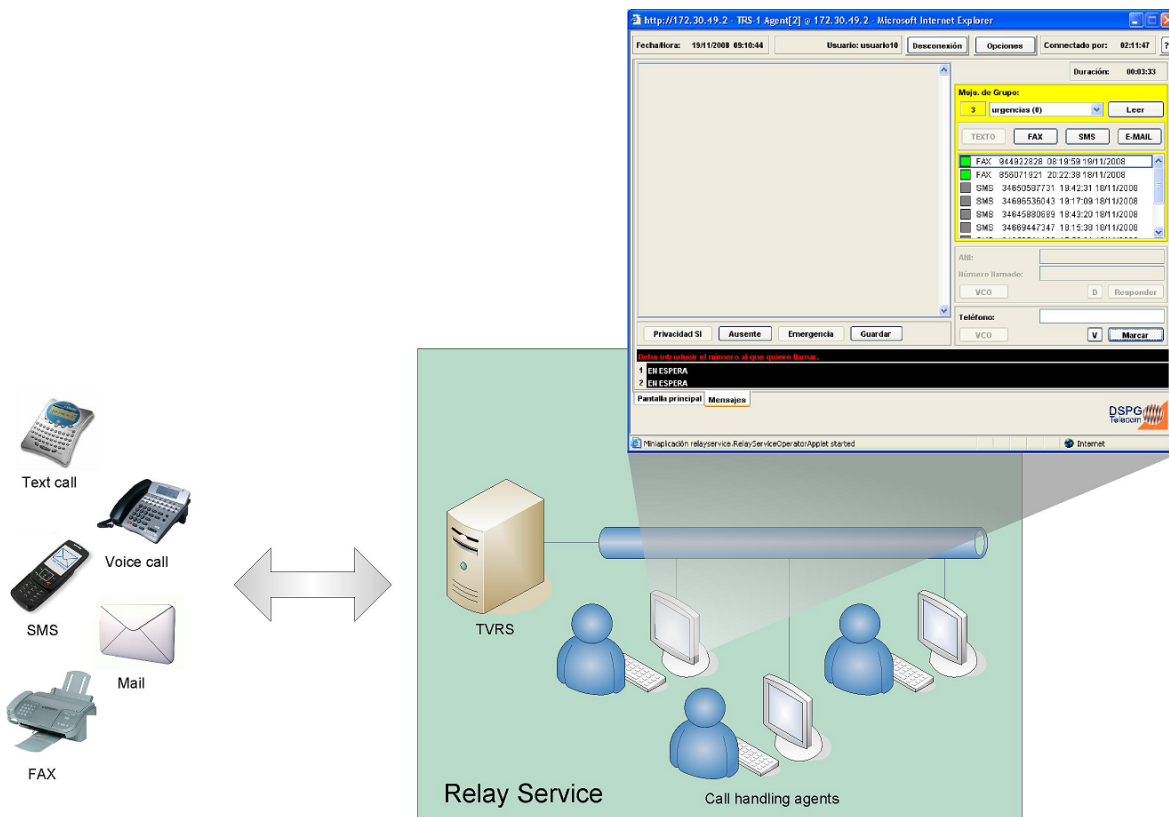 http://172.30.49.2 - TRS-1 Agent[2] @ 172.30.49.2 - Microsoft Internet Explorer
Fecha/Hora: 19/11/2008 09:10:44
Usuario: usuario10
Desconexión
Opciones
Connectado por: 02:11:47
?
Duración: 00:03:33
Msjs. de Grupo:
3 urgencias (0) Leer
TEXTO FAX SMS E-MAIL
FAX 944922828 08:19:59 19/11/2008
FAX 856071921 20:22:38 18/11/2008
SMS 34650587731 19:42:31 18/11/2008
SMS 34696536043 19:17:09 18/11/2008
SMS 34645880689 18:43:20 18/11/2008
SMS 34669447347 18:15:38 18/11/2008
ANI:
Número llamado:
VCO D Responder
Teléfono:
VCO V Marcar
Privacidad SI Ausente Emergencia Guardar
Debe introducir el número al que quiere llamar.
1 EN ESPERA
2 EN ESPERA
Pantalla principal Mensajes
DSPG
Telecom
Miniaplicación relayservice.RelayServiceOperatorApplet started
Internet
Text call
Voice call
SMS
Mail
FAX
TVRS
Relay Service
Call handling agents